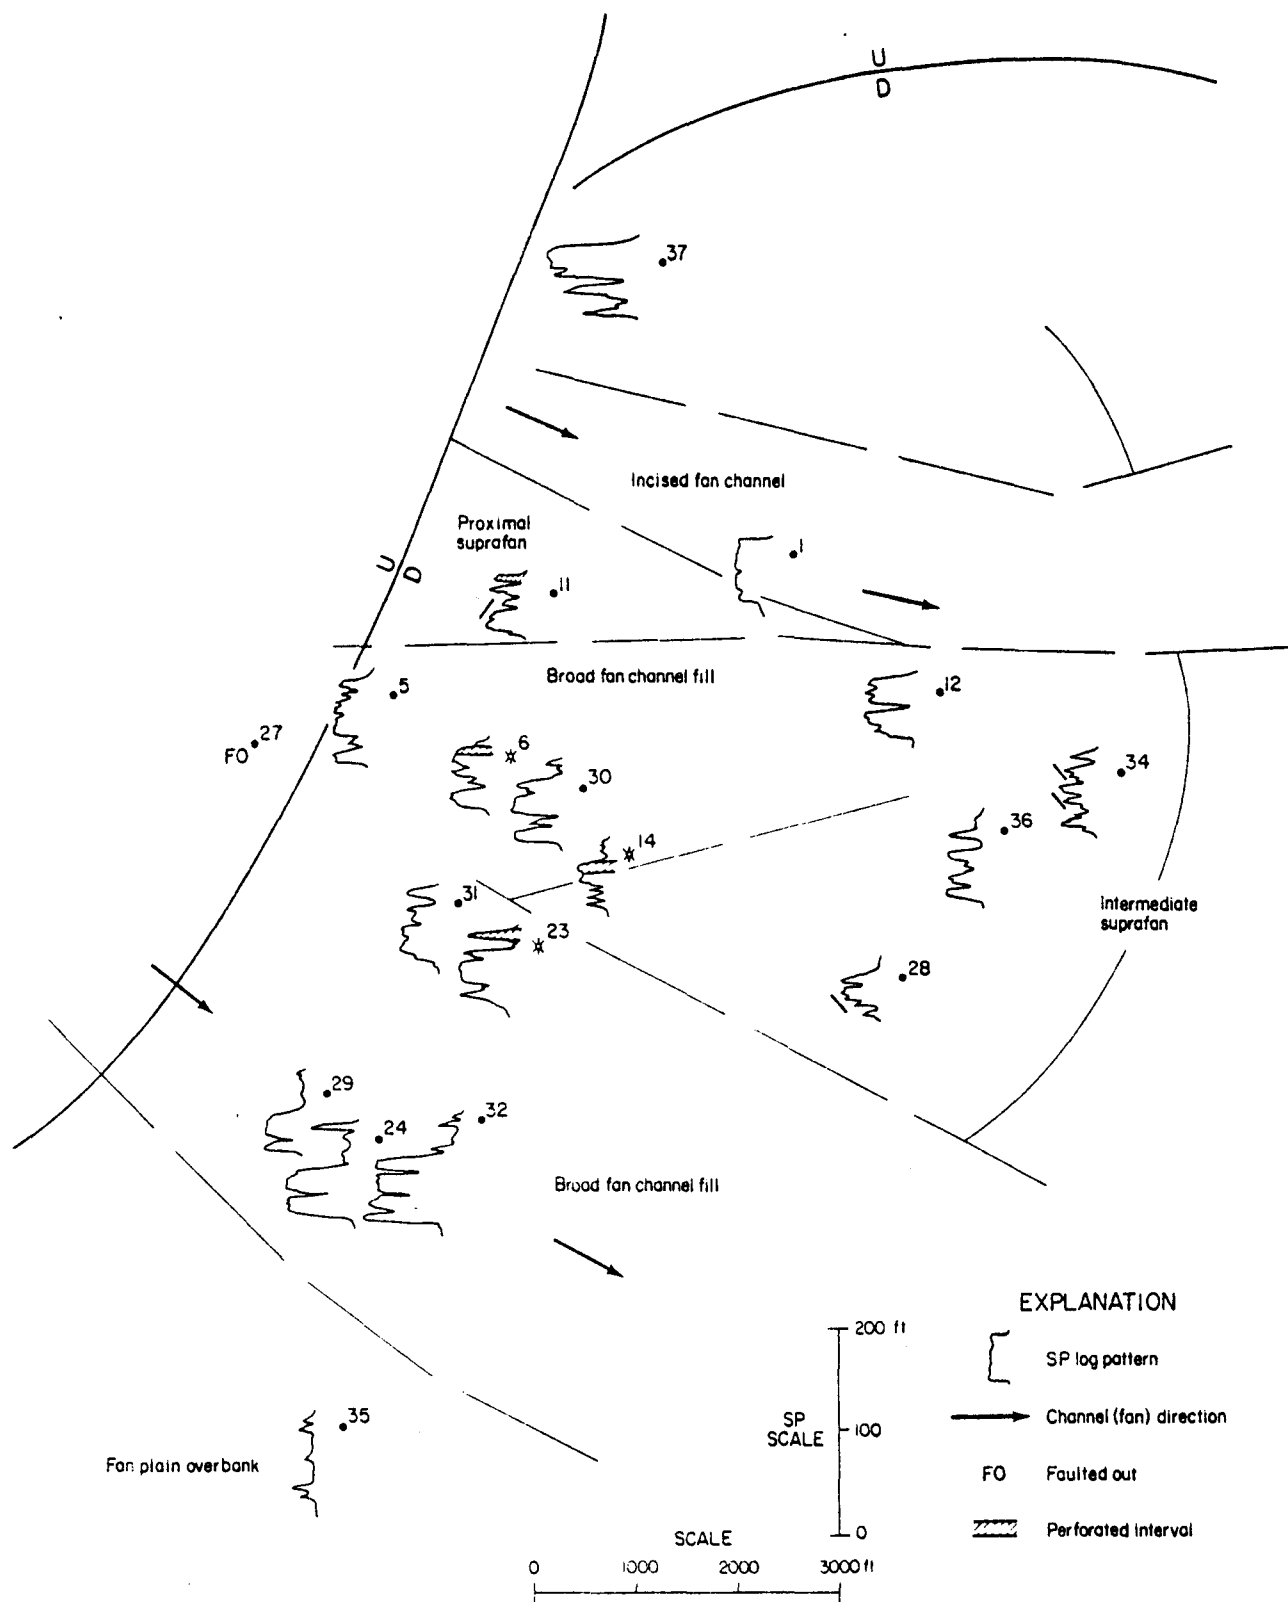 U
D
37
Incised fan channel
Proximal
suprafan
1
U
D
11
Broad fan channel fill
5
12
27
FO
6
30
34
36
14
31
Intermediate
suprafan
23
28
29
24
32
Broad fan channel fill
EXPLANATION
200 ft
SP log pattern
35
SP
SCALE
100
Channel (fan) direction
Fan plain overbank
FO
Faulted out
0
Perforated interval
SCALE
0
1000
2000
3000 ft